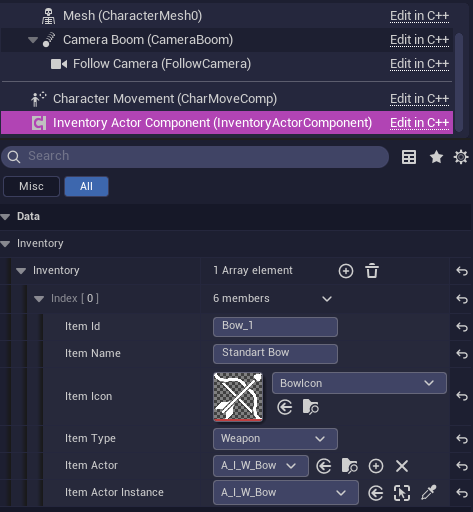 Mesh (CharacterMesh0) Edit in C++
Camera Boom (CameraBoom) Edit in C++
Follow Camera (FollowCamera) Edit in C++
Character Movement (CharMoveComp) Edit in C++
Inventory Actor Component (InventoryActorComponent) Edit in C++
Search
Misc All
Data
Inventory
Inventory 1 Array element
Index [ 0 ] 6 members
Item Id Bow_1
Item Name Standart Bow
Item Icon BowIcon
Item Type Weapon
Item Actor A_I_W_Bow
Item Actor Instance A_I_W_Bow